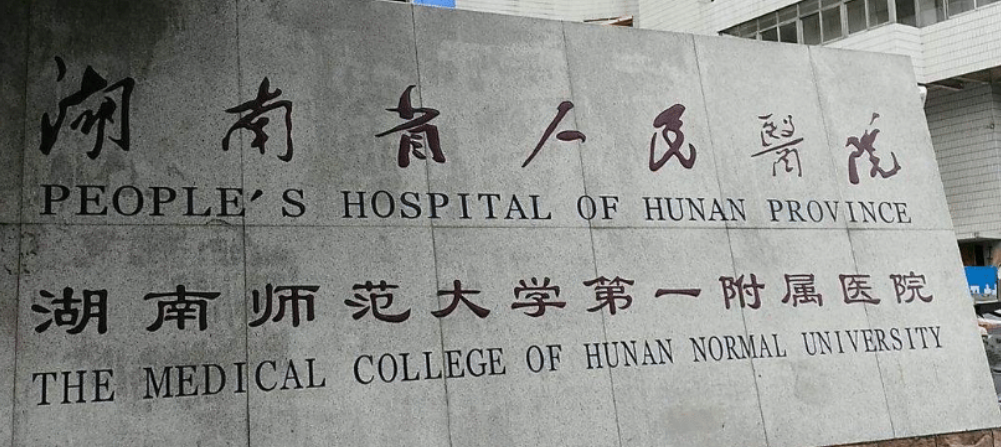 湖南省人民醫院
PEOPLE'S HOSPITAL OF HUNAN PROVINCE
湖南师范大学第一附属医院
THE MEDICAL COLLEGE OF HUNAN NORMAL UNIVERSITY